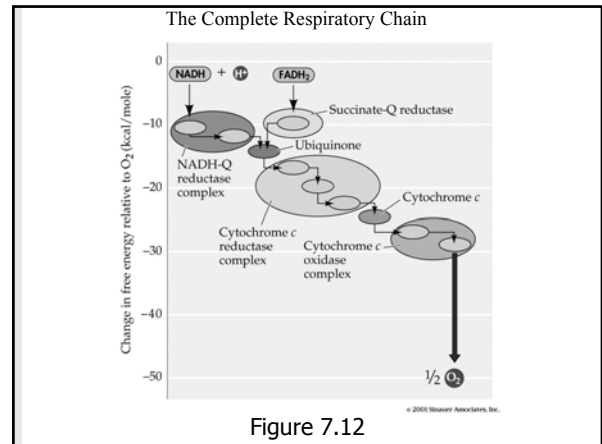 The Complete Respiratory Chain
Change in free energy relative to O₂ (kcal/mole)
0
−10
−20
−30
−40
−50
NADH + H⁺
FADH₂
Succinate-Q reductase
Ubiquinone
NADH-Q
reductase
complex
Cytochrome c
Cytochrome c
reductase
complex
Cytochrome c
oxidase
complex
½ O₂
© 2001 Sinauer Associates, Inc.
Figure 7.12